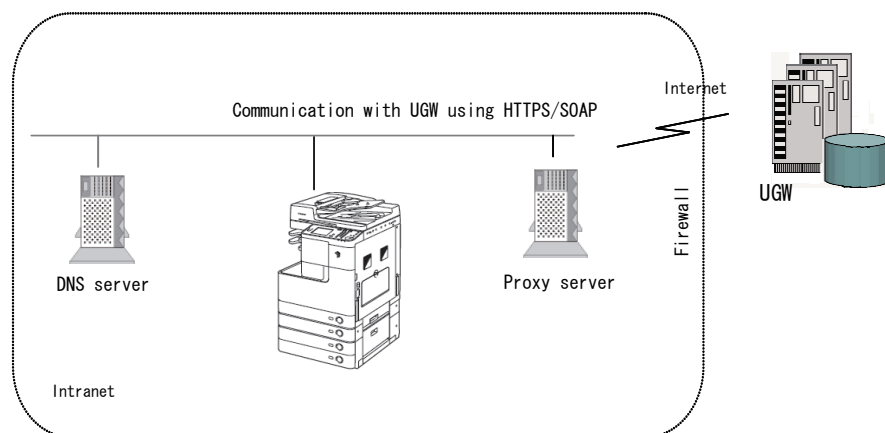 Internet
Communication with UGW using HTTPS/SOAP
UGW
Firewall
DNS server
Proxy server
Intranet